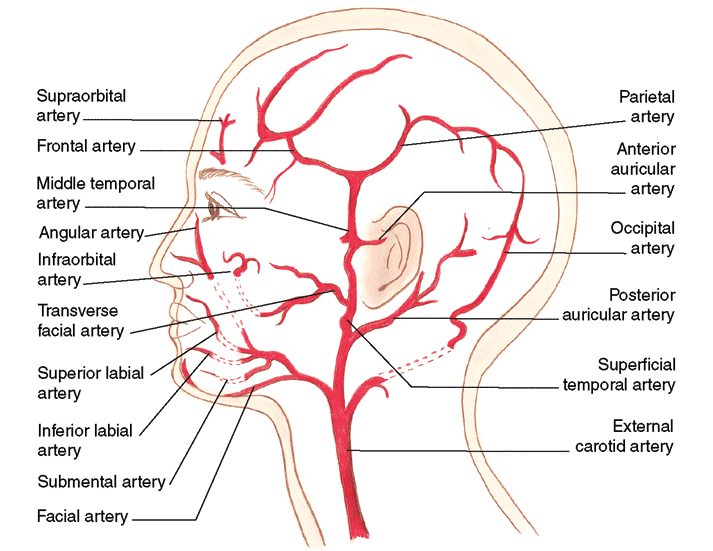 Supraorbital
artery
Frontal artery
Middle temporal
artery
Angular artery
Infraorbital
artery
Transverse
facial artery
Superior labial
artery
Inferior labial
artery
Submental artery
Facial artery
Parietal
artery
Anterior
auricular
artery
Occipital
artery
Posterior
auricular artery
Superficial
temporal artery
External
carotid artery